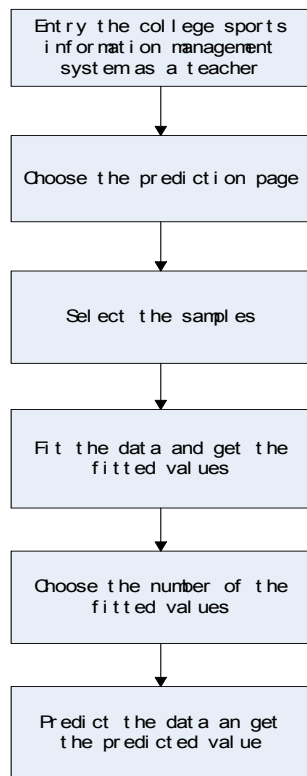 Entry the college sports
information management
system as a teacher
Choose the prediction page
Select the samples
Fit the data and get the
fitted values
Choose the number of the
fitted values
Predict the data an get
the predicted value